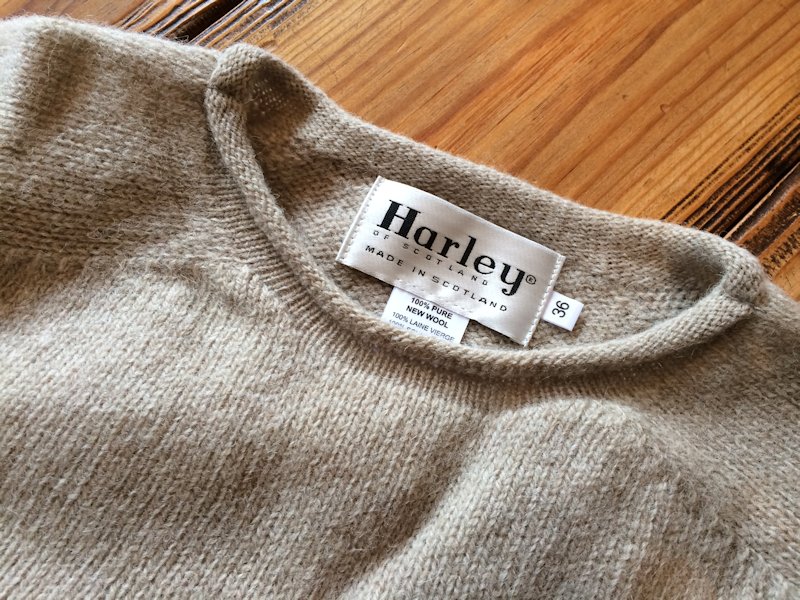 Harley®
OF SCOTLAND
MADE IN SCOTLAND
36
100% PURE
NEW WOOL
100% LAINE VIERGE